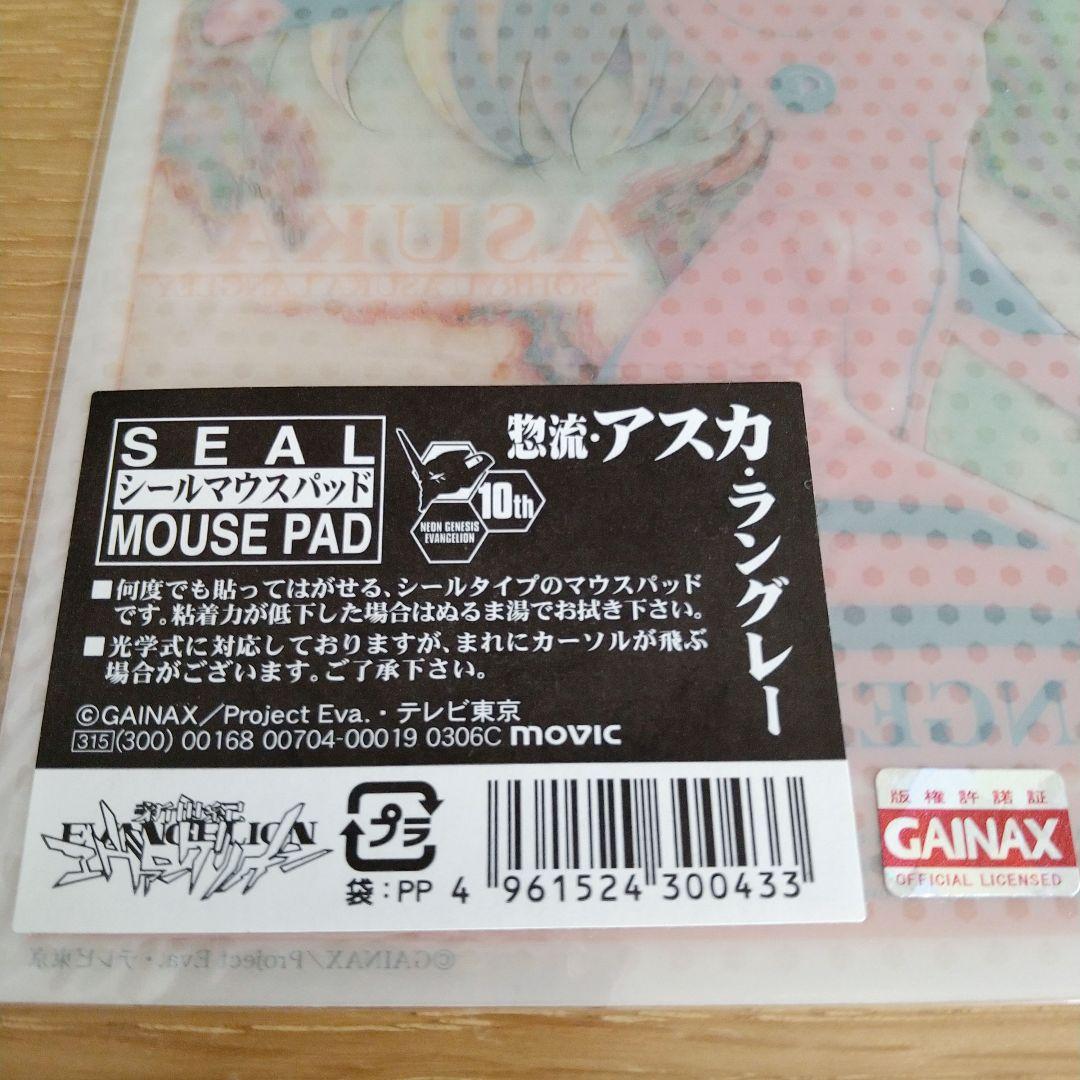 ASUKA
SOHRYU ASUKA LANGLEY
SEAL
シールマウスパッド
MOUSE PAD
10th
NEON GENESIS
EVANGELION
惣流・アスカ・ラングレー
■何度でも貼ってはがせる、シールタイプのマウスパッド
です。粘着力が低下した場合はぬるま湯でお拭き下さい。
■光学式に対応しておりますが、まれにカーソルが飛ぶ
場合がございます。ご了承下さい。
©GAINAX／Project Eva.・テレビ東京
315 (300) 00168 00704-00019 0306C movic
新世紀
EVANGELION
エヴァンゲリオン
プラ
袋：PP
4 961524 300433
版権許諾証
GAINAX
OFFICIAL LICENSED
©GAINAX／Project Eva.・テレビ東京